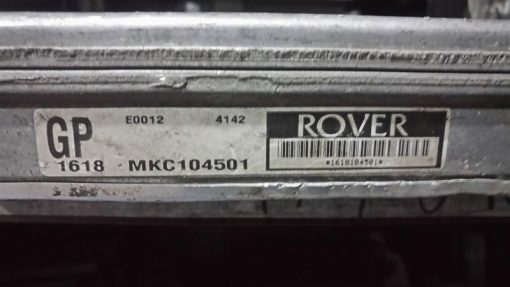 GP E0012 4142
1618 MKC104501
ROVER
*1618104501*